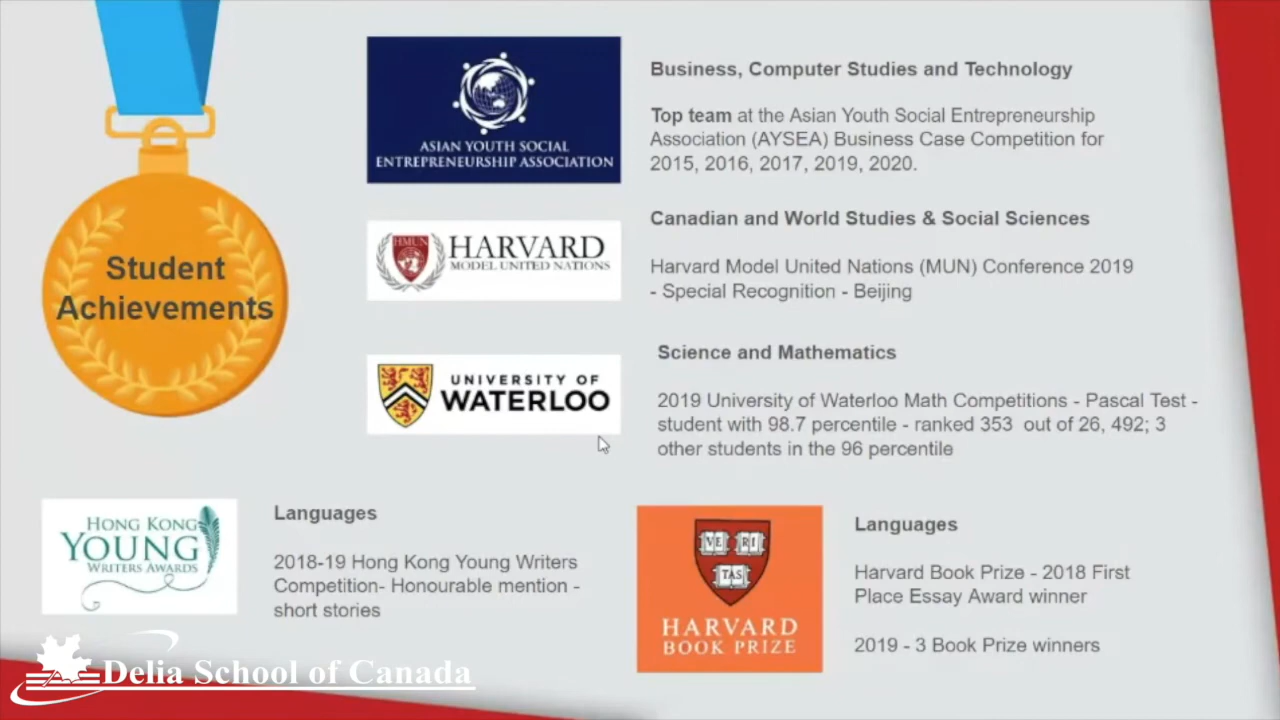 Student
Achievements
ASIAN YOUTH SOCIAL
ENTREPRENEURSHIP ASSOCIATION
Business, Computer Studies and Technology
Top team at the Asian Youth Social Entrepreneurship
Association (AYSEA) Business Case Competition for
2015, 2016, 2017, 2019, 2020.
HMUN
HARVARD
MODEL UNITED NATIONS
Canadian and World Studies & Social Sciences
Harvard Model United Nations (MUN) Conference 2019
- Special Recognition - Beijing
UNIVERSITY OF
WATERLOO
Science and Mathematics
2019 University of Waterloo Math Competitions - Pascal Test -
student with 98.7 percentile - ranked 353 out of 26, 492; 3
other students in the 96 percentile
HONG KONG
YOUNG
WRITERS AWARDS
Languages
2018-19 Hong Kong Young Writers
Competition- Honourable mention -
short stories
VE RI
TAS
HARVARD
BOOK PRIZE
Languages
Harvard Book Prize - 2018 First
Place Essay Award winner
2019 - 3 Book Prize winners
Delia School of Canada